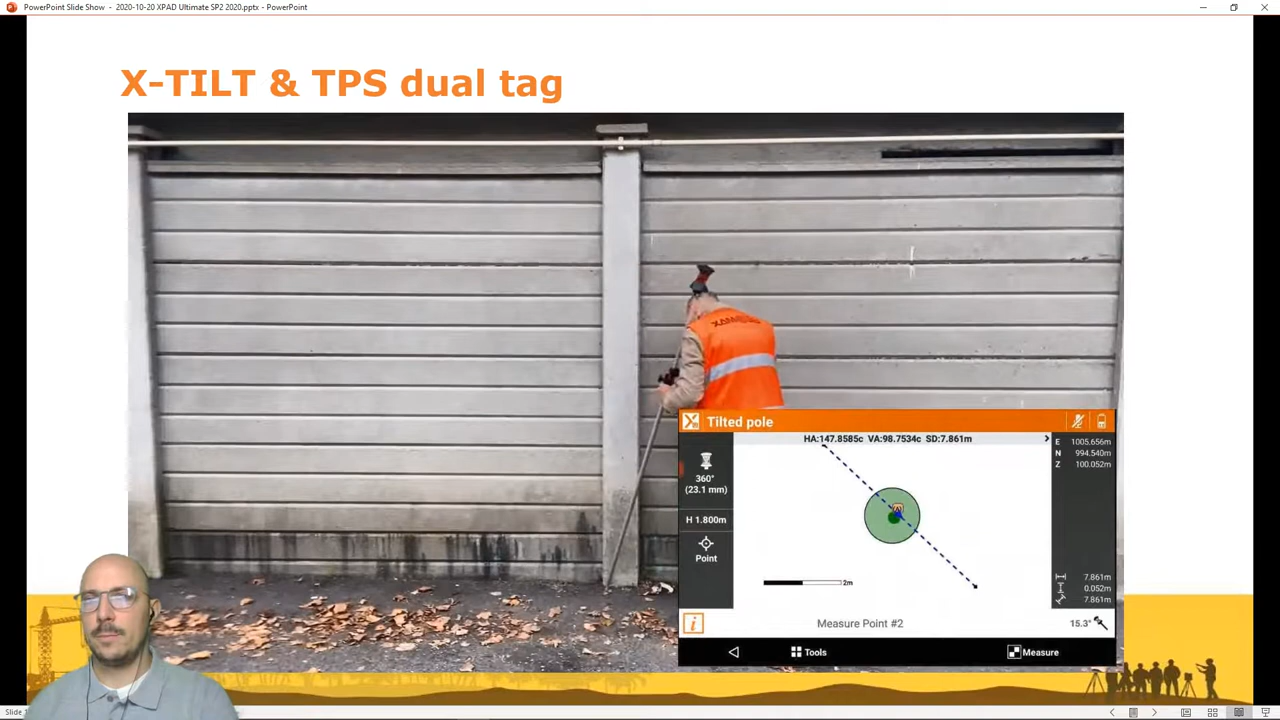 PowerPoint Slide Show - 2020-10-20 XPAD Ultimate SP2 2020.pptx - PowerPoint
X-TILT & TPS dual tag
Tilted pole
HA:147.8585c VA:98.7534c SD:7.861m
360°
(23.1 mm)
H 1.800m
Point
E 1005.656m
N 994.540m
Z 100.052m
2m
7.861m
0.052m
7.861m
i
Measure Point #2
15.3°
Tools
Measure
Slide